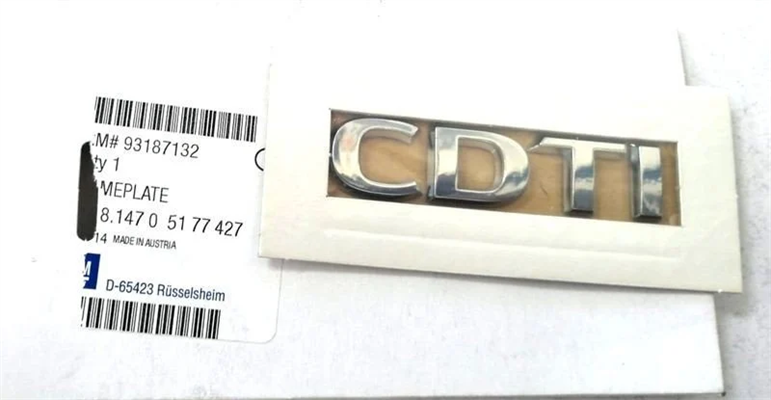 M# 93187132
ty 1
MEPLATE
8.147 0 51 77 427
14 MADE IN AUSTRIA
M
D-65423 Rüsselsheim
CDTI